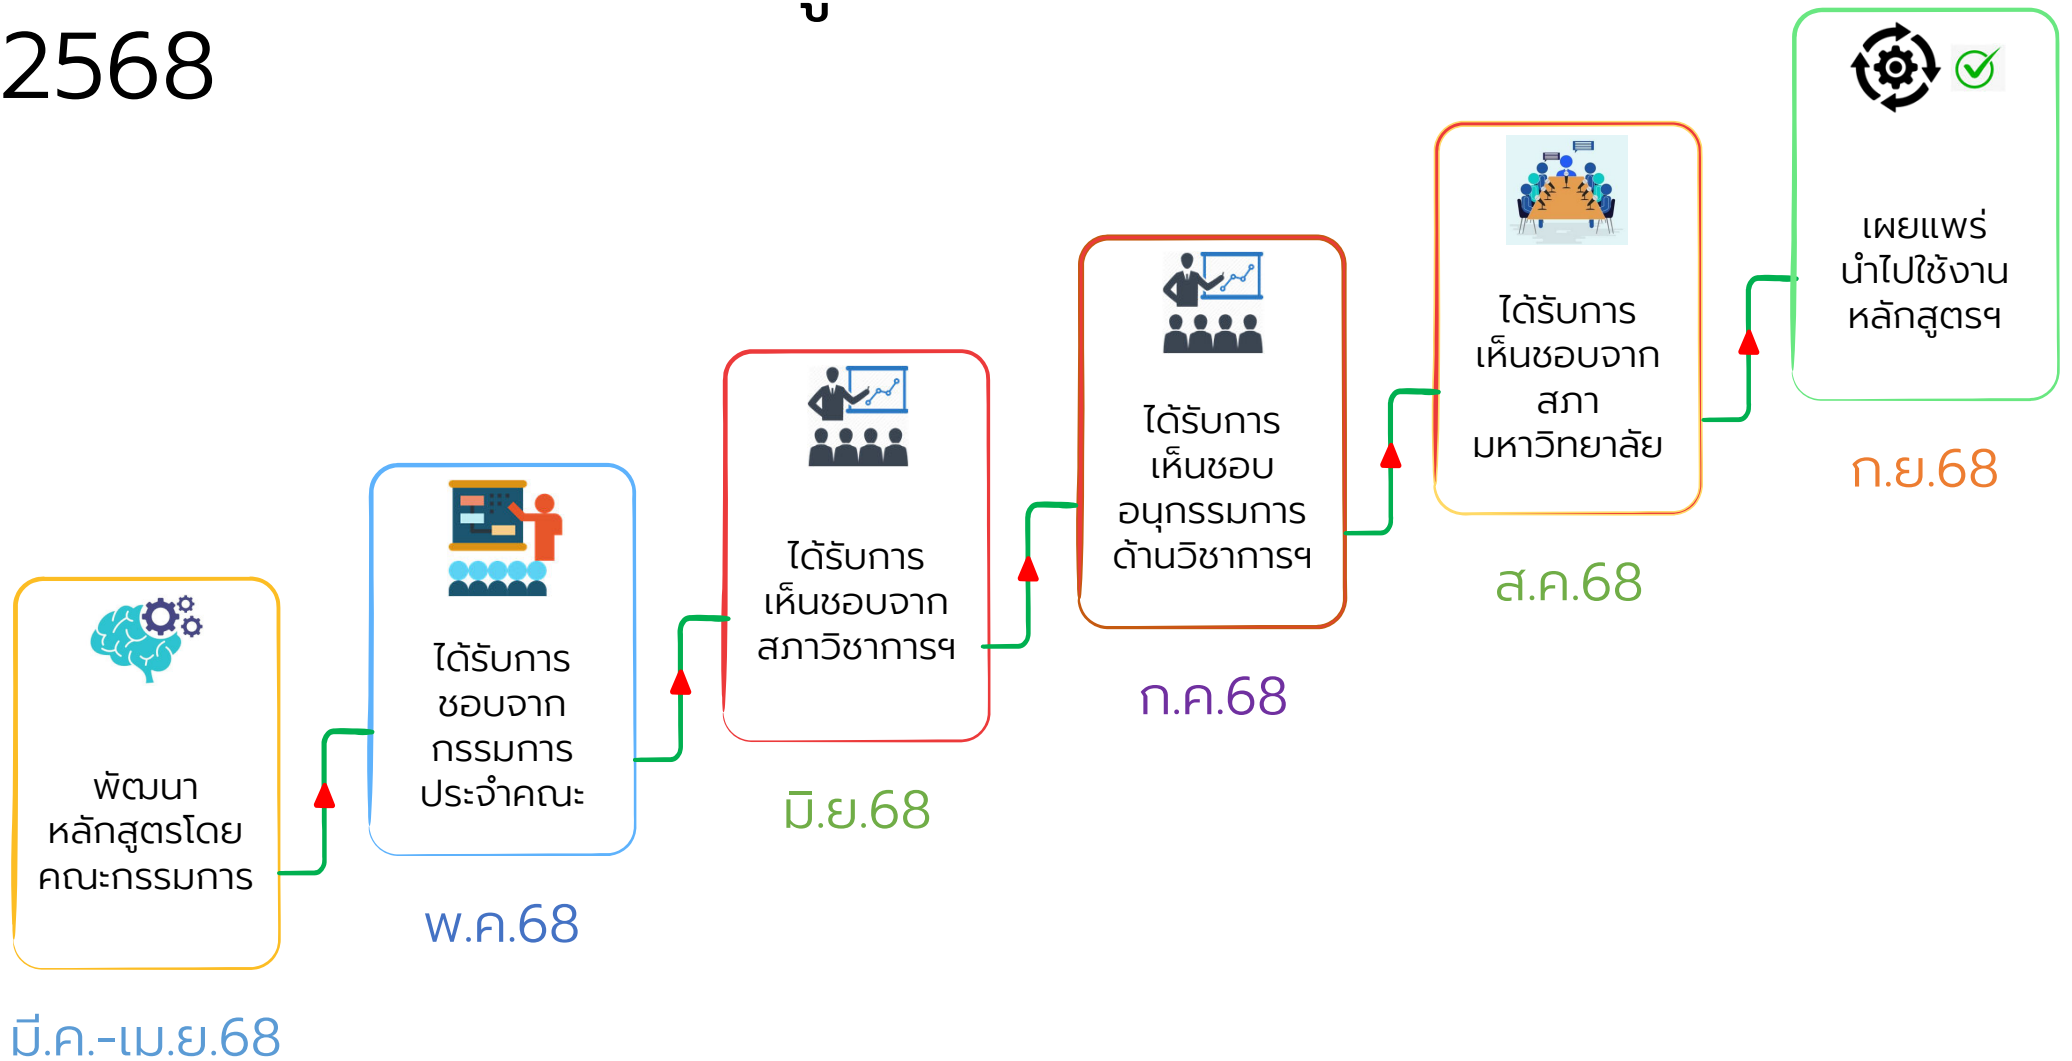 2568
พัฒนา
หลักสูตรโดย
คณะกรรมการ
มี.ค.-เม.ย.68
ได้รับการ
ชอบจาก
กรรมการ
ประจำคณะ
พ.ค.68
ได้รับการ
เห็นชอบจาก
สภาวิชาการฯ
มิ.ย.68
ได้รับการ
เห็นชอบ
อนุกรรมการ
ด้านวิชาการฯ
ก.ค.68
ได้รับการ
เห็นชอบจาก
สภา
มหาวิทยาลัย
ส.ค.68
เผยแพร่
นำไปใช้งาน
หลักสูตรฯ
ก.ย.68